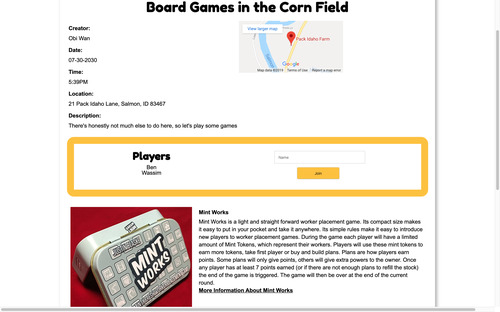 Board Games in the Corn Field
Creator:
Obi Wan
Date:
07-30-2030
Time:
5:39PM
Location:
21 Pack Idaho Lane, Salmon, ID 83467
Description:
There's honestly not much else to do here, so let's play some games
View larger map
Pack Idaho Farm
Google
Map data ©2019 Terms of Use Report a map error
Players
Ben
Wassim
Name
Join
MINT
WORKS
Mint Works
Mint Works is a light and straight forward worker placement game. Its compact size makes
it easy to put in your pocket and take it anywhere. Its simple rules make it easy to introduce
new players to worker placement games. During the game each player will have a limited
amount of Mint Tokens, which represent their workers. Players will use these mint tokens to
earn more tokens, take first player or buy and build plans. Plans are how players earn
points. Some plans will only give points, others will give extra powers to the owner. Once
any player has at least 7 points earned (or if there are not enough plans to refill the stock)
the end of the game is triggered. The game will then be over at the end of the current
round.
More Information About Mint Works